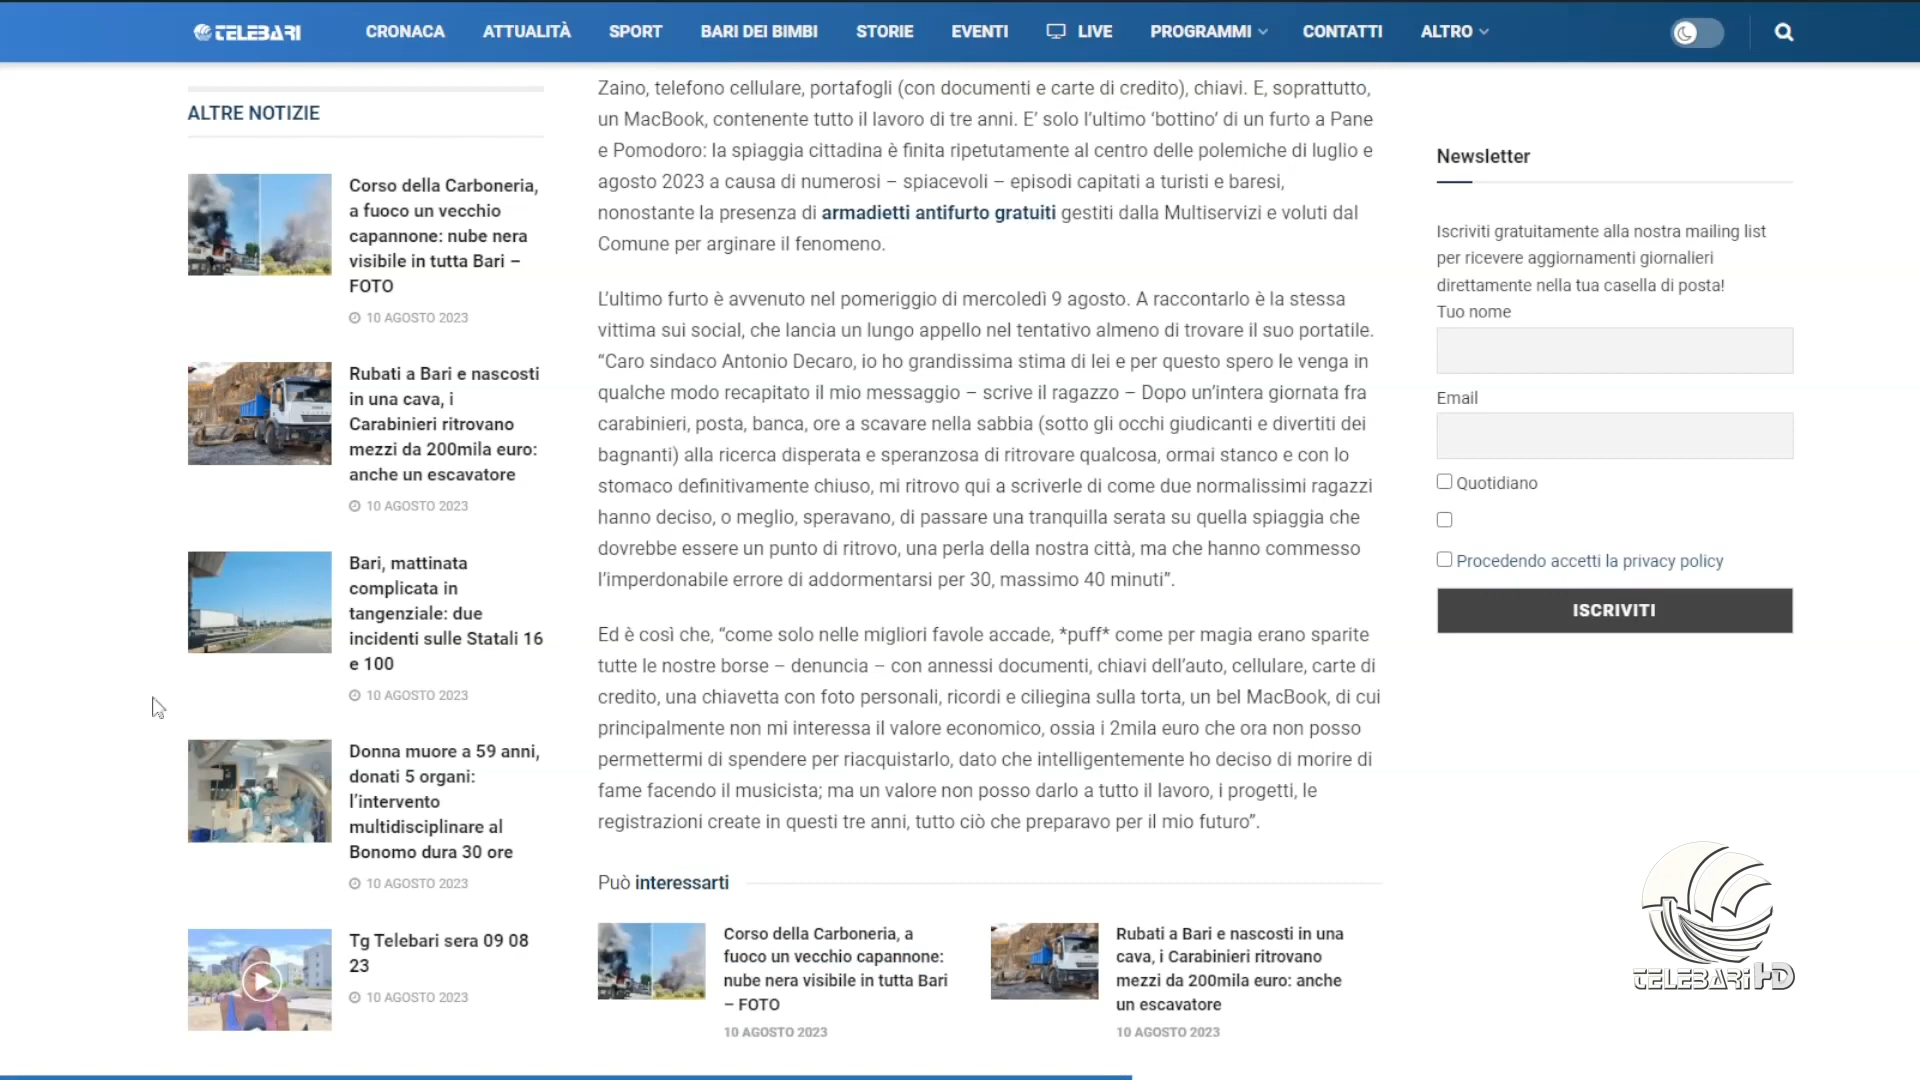 TELEBARI
CRONACA
ATTUALITÀ
SPORT
BARI DEI BIMBI
STORIE
EVENTI
LIVE
PROGRAMMI
CONTATTI
ALTRO
ALTRE NOTIZIE
Corso della Carboneria,
a fuoco un vecchio
capannone: nube nera
visibile in tutta Bari –
FOTO
10 AGOSTO 2023
Rubati a Bari e nascosti
in una cava, i
Carabinieri ritrovano
mezzi da 200mila euro:
anche un escavatore
10 AGOSTO 2023
Bari, mattinata
complicata in
tangenziale: due
incidenti sulle Statali 16
e 100
10 AGOSTO 2023
Donna muore a 59 anni,
donati 5 organi:
l’intervento
multidisciplinare al
Bonomo dura 30 ore
10 AGOSTO 2023
Tg Telebari sera 09 08
23
10 AGOSTO 2023
Zaino, telefono cellulare, portafogli (con documenti e carte di credito), chiavi. E, soprattutto,
un MacBook, contenente tutto il lavoro di tre anni. E’ solo l’ultimo ‘bottino’ di un furto a Pane
e Pomodoro: la spiaggia cittadina è finita ripetutamente al centro delle polemiche di luglio e
agosto 2023 a causa di numerosi – spiacevoli – episodi capitati a turisti e baresi,
nonostante la presenza di armadietti antifurto gratuiti gestiti dalla Multiservizi e voluti dal
Comune per arginare il fenomeno.
L’ultimo furto è avvenuto nel pomeriggio di mercoledì 9 agosto. A raccontarlo è la stessa
vittima sui social, che lancia un lungo appello nel tentativo almeno di trovare il suo portatile.
“Caro sindaco Antonio Decaro, io ho grandissima stima di lei e per questo spero le venga in
qualche modo recapitato il mio messaggio – scrive il ragazzo – Dopo un’intera giornata fra
carabinieri, posta, banca, ore a scavare nella sabbia (sotto gli occhi giudicanti e divertiti dei
bagnanti) alla ricerca disperata e speranzosa di ritrovare qualcosa, ormai stanco e con lo
stomaco definitivamente chiuso, mi ritrovo qui a scriverle di come due normalissimi ragazzi
hanno deciso, o meglio, speravano, di passare una tranquilla serata su quella spiaggia che
dovrebbe essere un punto di ritrovo, una perla della nostra città, ma che hanno commesso
l’imperdonabile errore di addormentarsi per 30, massimo 40 minuti”.
Ed è così che, “come solo nelle migliori favole accade, *puff* come per magia erano sparite
tutte le nostre borse – denuncia – con annessi documenti, chiavi dell’auto, cellulare, carte di
credito, una chiavetta con foto personali, ricordi e ciliegina sulla torta, un bel MacBook, di cui
principalmente non mi interessa il valore economico, ossia i 2mila euro che ora non posso
permettermi di spendere per riacquistarlo, dato che intelligentemente ho deciso di morire di
fame facendo il musicista; ma un valore non posso darlo a tutto il lavoro, i progetti, le
registrazioni create in questi tre anni, tutto ciò che preparavo per il mio futuro”.
Può interessarti
Corso della Carboneria, a
fuoco un vecchio capannone:
nube nera visibile in tutta Bari
– FOTO
10 AGOSTO 2023
Rubati a Bari e nascosti in una
cava, i Carabinieri ritrovano
mezzi da 200mila euro: anche
un escavatore
10 AGOSTO 2023
Newsletter
Iscriviti gratuitamente alla nostra mailing list
per ricevere aggiornamenti giornalieri
direttamente nella tua casella di posta!
Tuo nome
Email
Quotidiano
Procedendo accetti la privacy policy
ISCRIVITI
TELEBARI HD